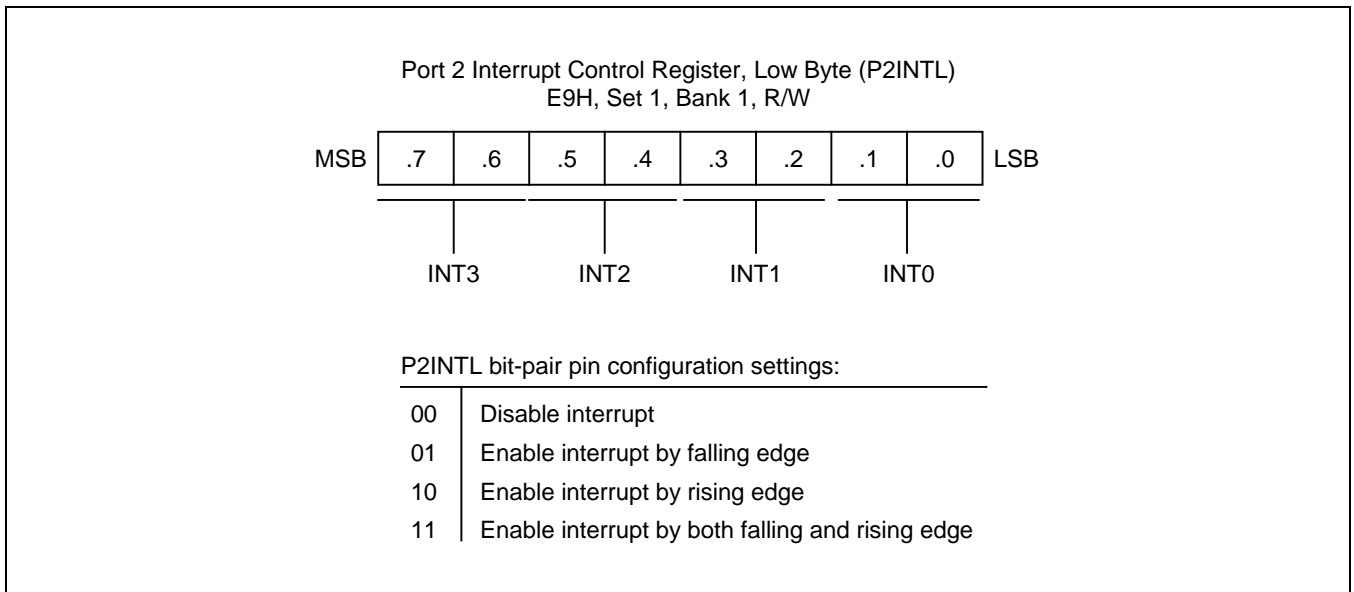 Port 2 Interrupt Control Register, Low Byte (P2INTL)
E9H, Set 1, Bank 1, R/W
MSB .7 .6 .5 .4 .3 .2 .1 .0 LSB
INT3 INT2 INT1 INT0
P2INTL bit-pair pin configuration settings:
00 Disable interrupt
01 Enable interrupt by falling edge
10 Enable interrupt by rising edge
11 Enable interrupt by both falling and rising edge